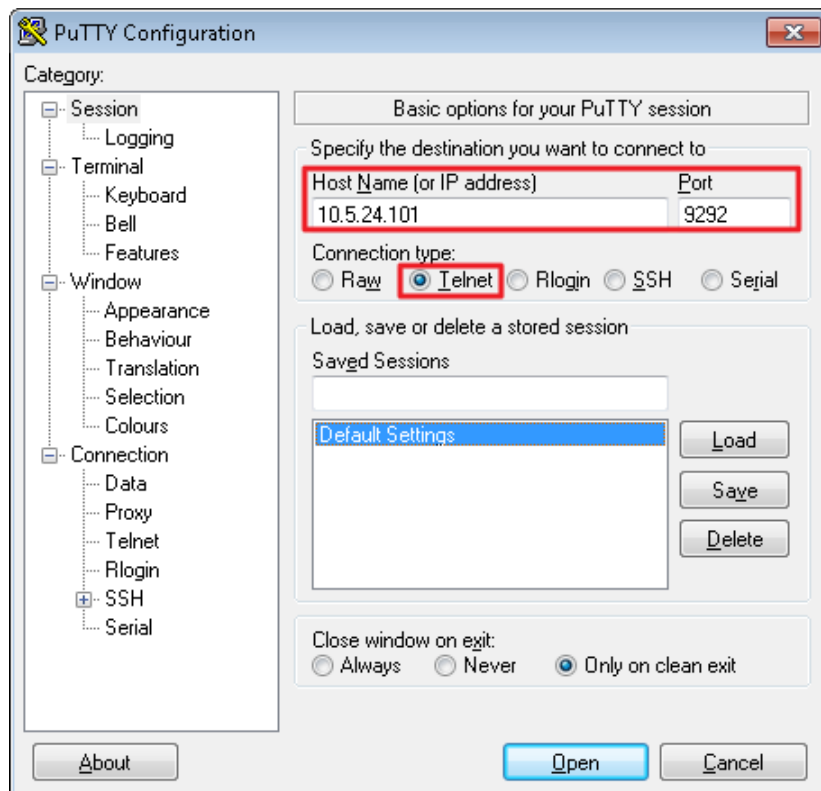 PuTTY Configuration
Category:
Session
Logging
Terminal
Keyboard
Bell
Features
Window
Appearance
Behaviour
Translation
Selection
Colours
Connection
Data
Proxy
Telnet
Rlogin
SSH
Serial
Basic options for your PuTTY session
Specify the destination you want to connect to
Host Name (or IP address) Port
10.5.24.101 9292
Connection type:
Raw Telnet Rlogin SSH Serial
Load, save or delete a stored session
Saved Sessions
Default Settings
Load
Save
Delete
Close window on exit:
Always Never Only on clean exit
About Open Cancel